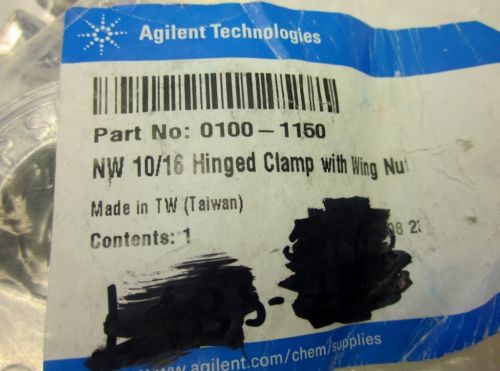 Agilent Technologies
Part No: 0100-1150
NW 10/16 Hinged Clamp with Wing Nut
Made in TW (Taiwan)
Contents: 1
www.agilent.com/chem/supplies